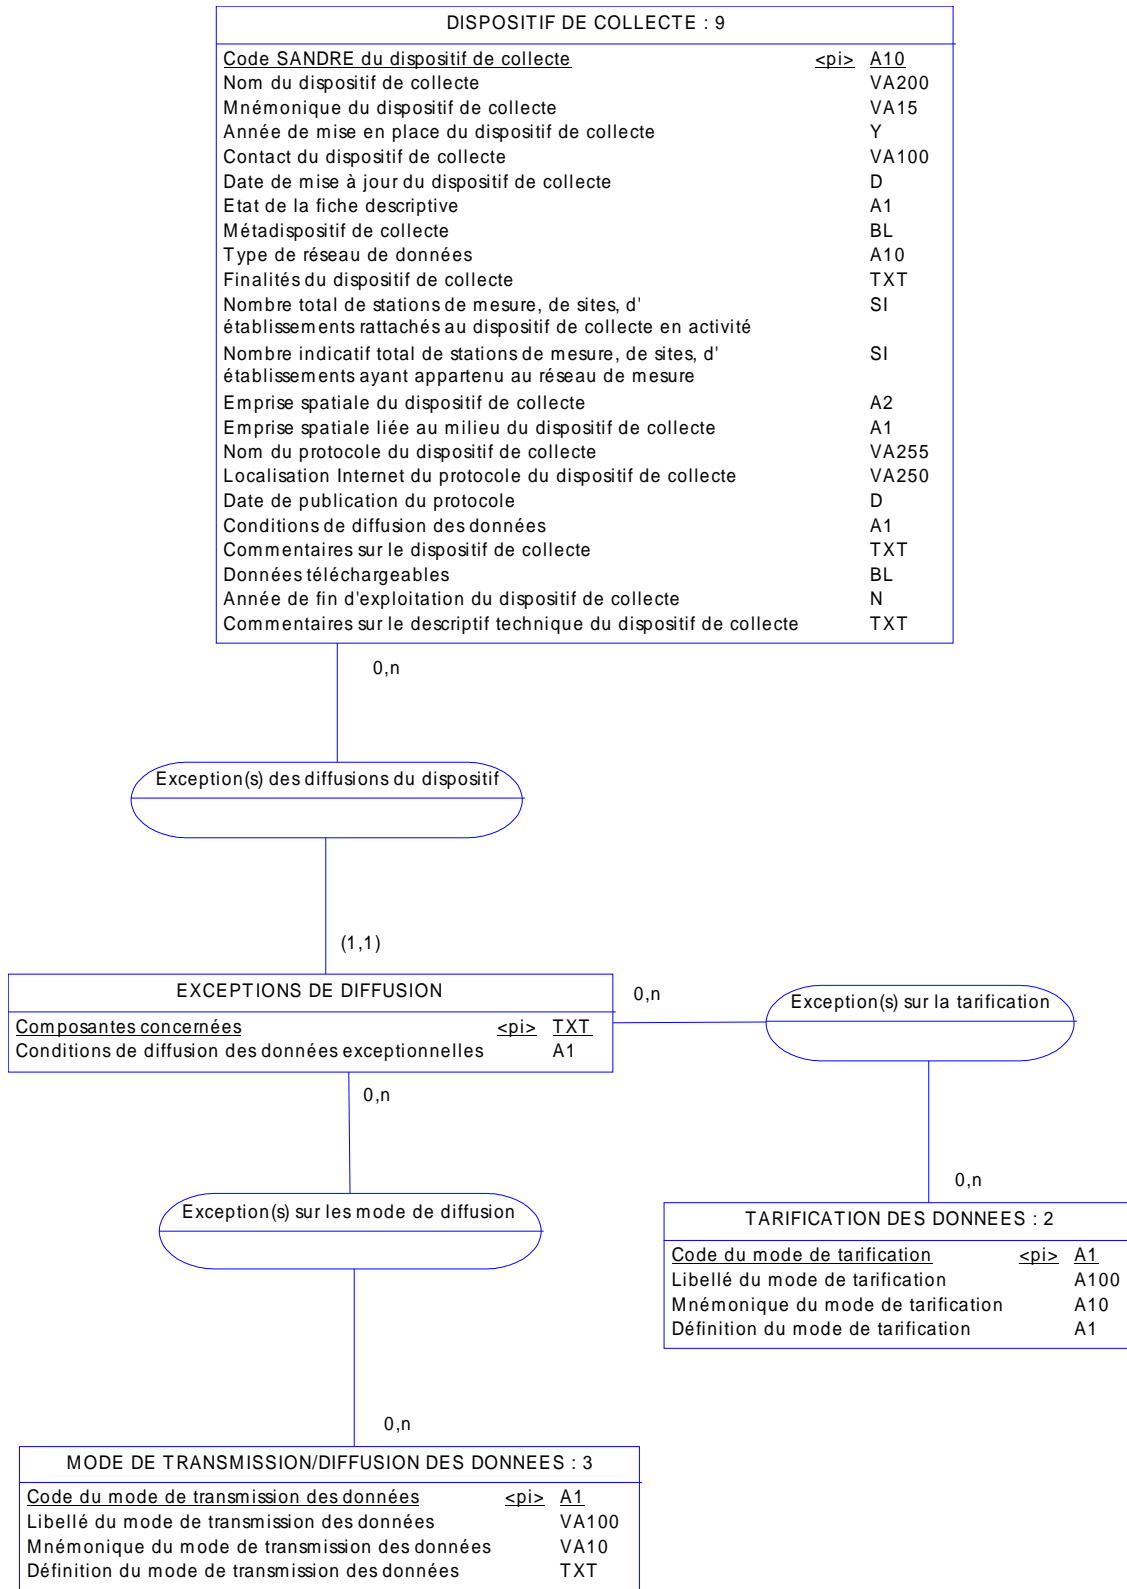 DISPOSITIF DE COLLECTE : 9
Code SANDRE du dispositif de collecte <pi> A10
Nom du dispositif de collecte VA200
Mnémonique du dispositif de collecte VA15
Année de mise en place du dispositif de collecte Y
Contact du dispositif de collecte VA100
Date de mise à jour du dispositif de collecte D
Etat de la fiche descriptive A1
Métadispositif de collecte BL
Type de réseau de données A10
Finalités du dispositif de collecte TXT
Nombre total de stations de mesure, de sites, d' SI
établissements rattachés au dispositif de collecte en activité
Nombre indicatif total de stations de mesure, de sites, d' SI
établissements ayant appartenu au réseau de mesure
Emprise spatiale du dispositif de collecte A2
Emprise spatiale liée au milieu du dispositif de collecte A1
Nom du protocole du dispositif de collecte VA255
Localisation Internet du protocole du dispositif de collecte VA250
Date de publication du protocole D
Conditions de diffusion des données A1
Commentaires sur le dispositif de collecte TXT
Données téléchargeables BL
Année de fin d'exploitation du dispositif de collecte N
Commentaires sur le descriptif technique du dispositif de collecte TXT
0,n
Exception(s) des diffusions du dispositif
(1,1)
EXCEPTIONS DE DIFFUSION
Composantes concernées <pi> TXT
Conditions de diffusion des données exceptionnelles A1
0,n
Exception(s) sur la tarification
0,n
0,n
Exception(s) sur les mode de diffusion
TARIFICATION DES DONNEES : 2
Code du mode de tarification <pi> A1
Libellé du mode de tarification A100
Mnémonique du mode de tarification A10
Définition du mode de tarification A1
0,n
MODE DE TRANSMISSION/DIFFUSION DES DONNEES : 3
Code du mode de transmission des données <pi> A1
Libellé du mode de transmission des données VA100
Mnémonique du mode de transmission des données VA10
Définition du mode de transmission des données TXT